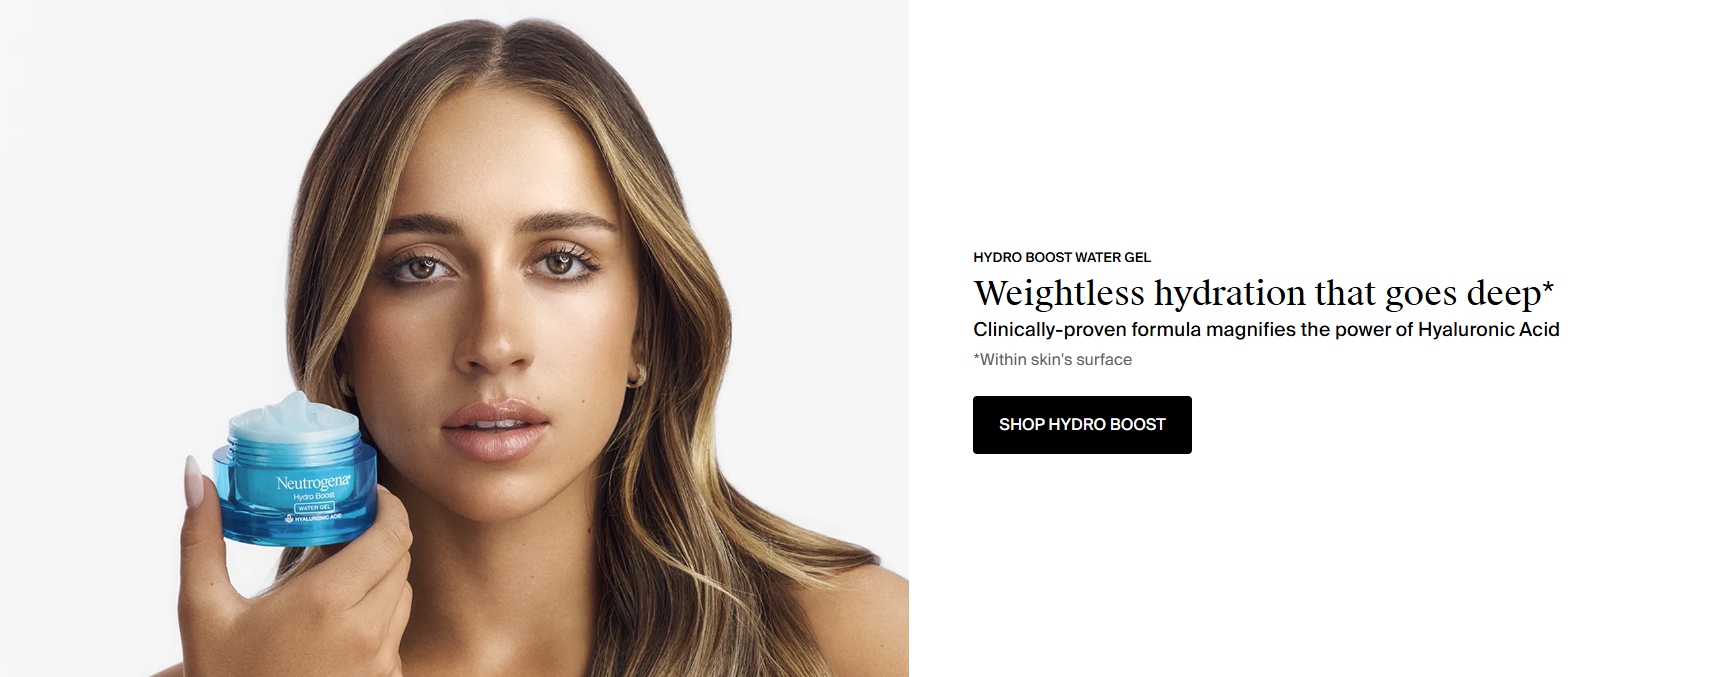 Neutrogena®
Hydro Boost
WATER GEL
HYALURONIC ACID
HYDRO BOOST WATER GEL
Weightless hydration that goes deep*
Clinically-proven formula magnifies the power of Hyaluronic Acid
*Within skin's surface
SHOP HYDRO BOOST